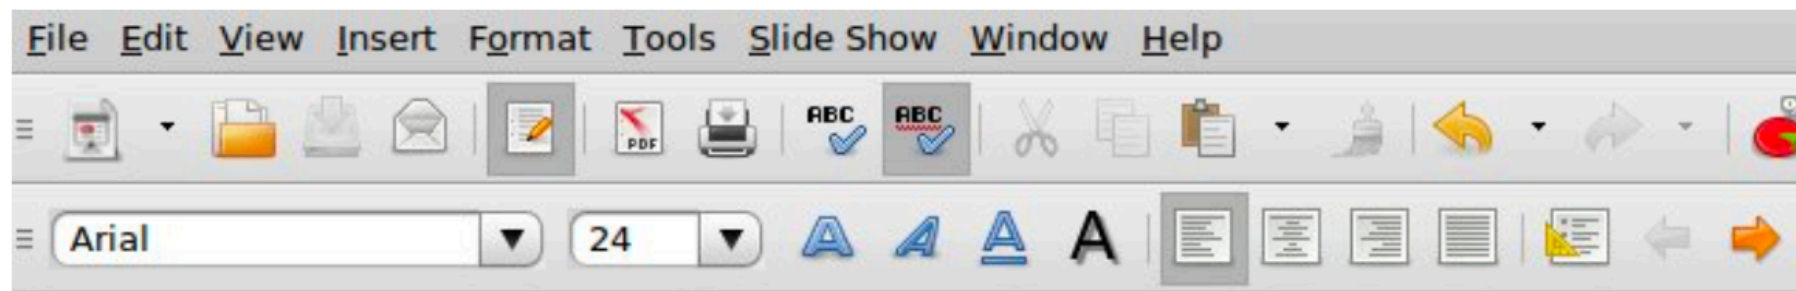 File Edit View Insert Format Tools Slide Show Window Help
PDF ABC ABC
Arial 24 A A A A